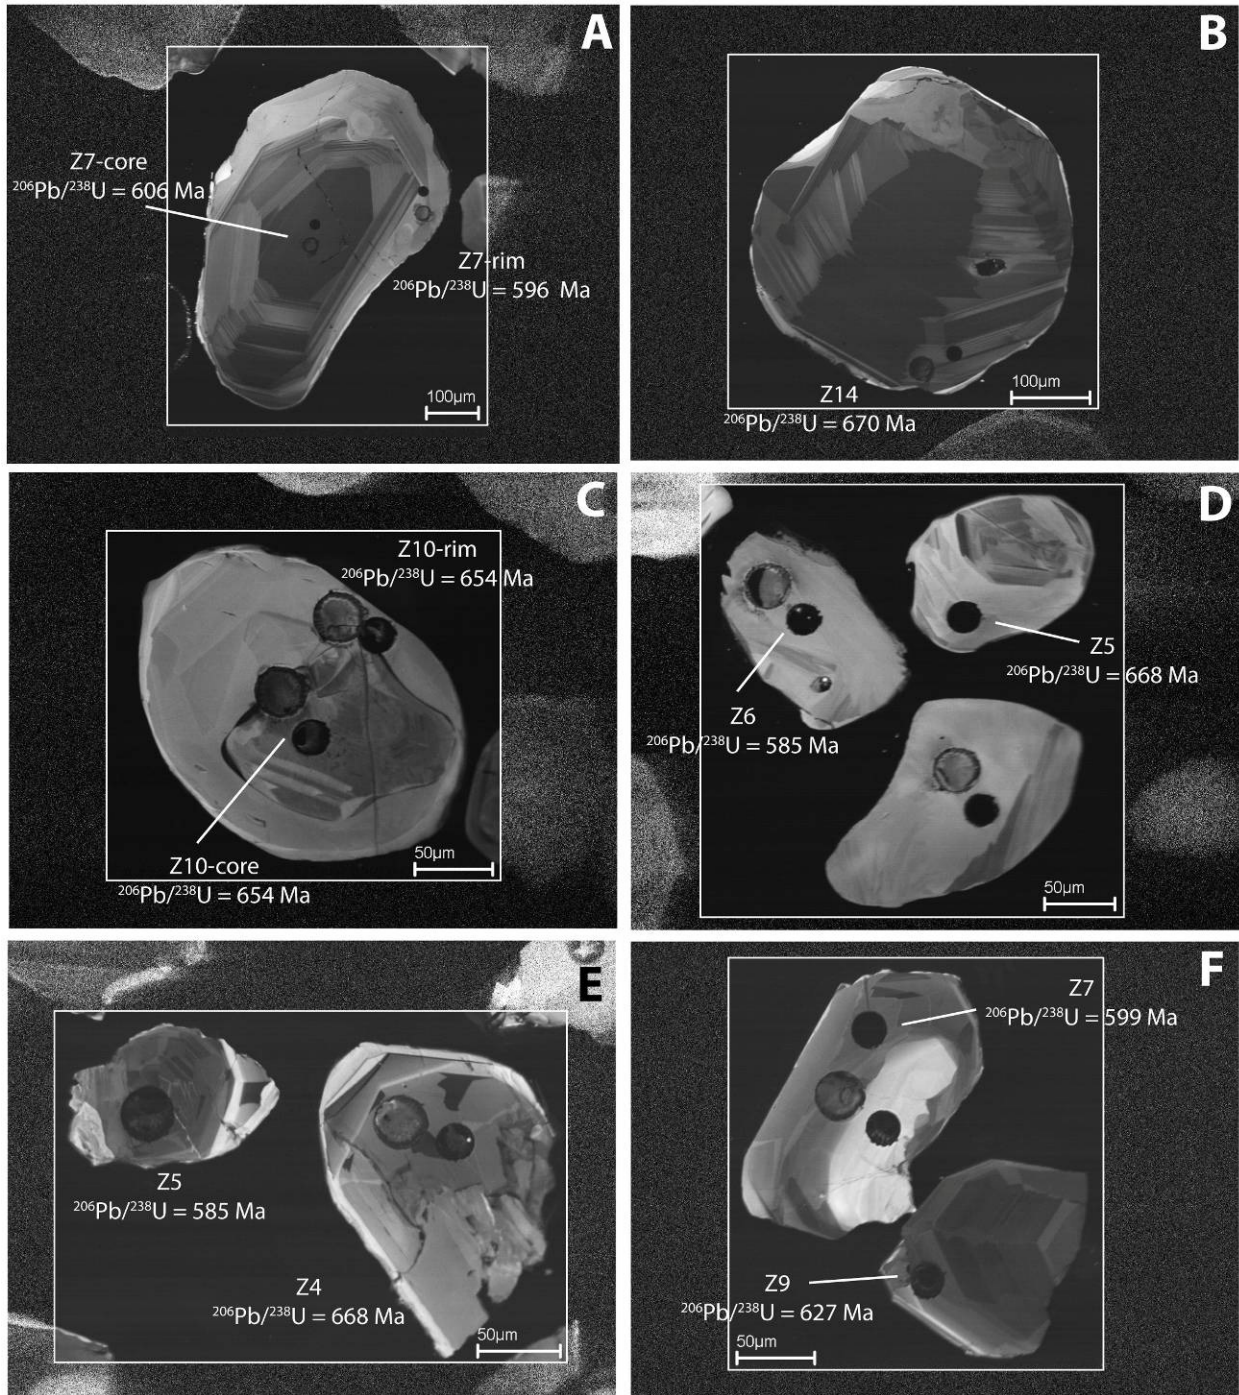 A
Z7-core
²⁰⁶Pb/²³⁸U = 606 Ma
Z7-rim
²⁰⁶Pb/²³⁸U = 596 Ma
100µm
B
Z14
²⁰⁶Pb/²³⁸U = 670 Ma
100µm
C
Z10-rim
²⁰⁶Pb/²³⁸U = 654 Ma
Z10-core
²⁰⁶Pb/²³⁸U = 654 Ma
50µm
D
Z5
²⁰⁶Pb/²³⁸U = 668 Ma
Z6
²⁰⁶Pb/²³⁸U = 585 Ma
50µm
E
Z5
²⁰⁶Pb/²³⁸U = 585 Ma
Z4
²⁰⁶Pb/²³⁸U = 668 Ma
50µm
F
Z7
²⁰⁶Pb/²³⁸U = 599 Ma
Z9
²⁰⁶Pb/²³⁸U = 627 Ma
50µm